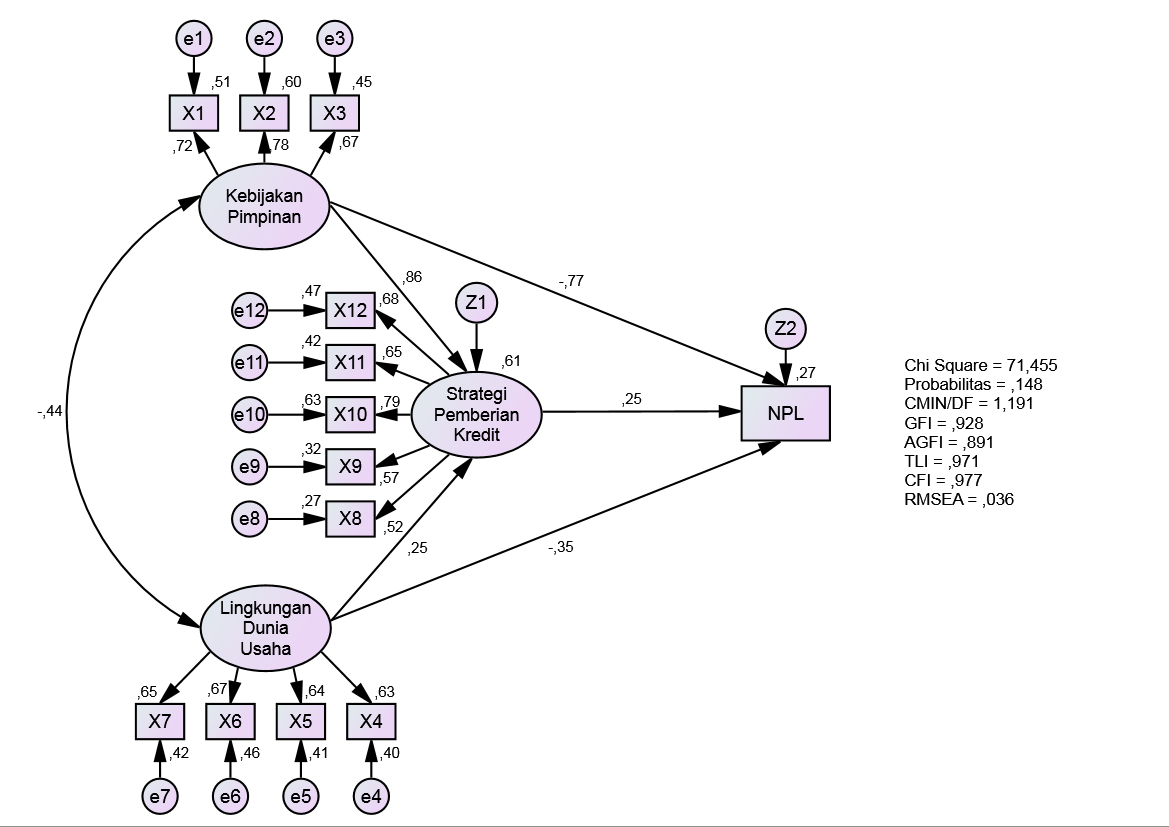 e1 e2 e3
,51 ,60 ,45
X1 X2 X3
,72 ,78 ,67
Kebijakan
Pimpinan
,86
-,77
e12 ,47 X12 ,68
Z1
Z2
e11 ,42 X11 ,65
,61
,27
e10 ,63 X10 ,79
Strategi
Pemberian
Kredit
,25
NPL
-,44
e9 ,32 X9 ,57
e8 ,27 X8 ,52
,25
-,35
Lingkungan
Dunia
Usaha
,65 ,67 ,64 ,63
X7 X6 X5 X4
,42 ,46 ,41 ,40
e7 e6 e5 e4
Chi Square = 71,455
Probabilitas = ,148
CMIN/DF = 1,191
GFI = ,928
AGFI = ,891
TLI = ,971
CFI = ,977
RMSEA = ,036